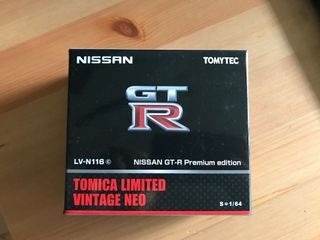 NISSAN TOMYTEC
GT
R
LV-N116 c NISSAN GT-R Premium edition
TOMICA LIMITED
VINTAGE NEO
S=1/64